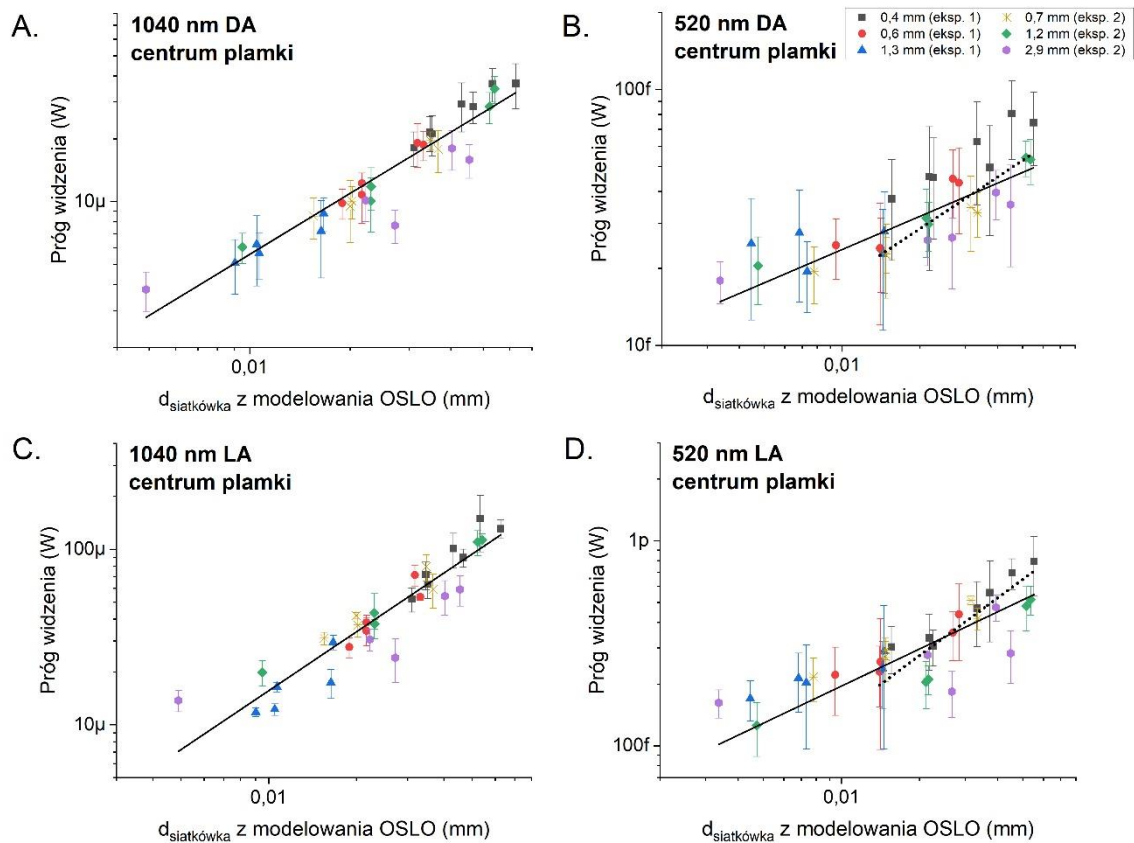 A.
1040 nm DA
centrum plamki
Próg widzenia (W)
10µ
0,01
d_siatkówka z modelowania OSLO (mm)
B.
520 nm DA
centrum plamki
0,4 mm (eksp. 1)
0,7 mm (eksp. 2)
0,6 mm (eksp. 1)
1,2 mm (eksp. 2)
1,3 mm (eksp. 1)
2,9 mm (eksp. 2)
Próg widzenia (W)
100f
10f
0,01
d_siatkówka z modelowania OSLO (mm)
C.
1040 nm LA
centrum plamki
Próg widzenia (W)
100µ
10µ
0,01
d_siatkówka z modelowania OSLO (mm)
D.
520 nm LA
centrum plamki
Próg widzenia (W)
1p
100f
0,01
d_siatkówka z modelowania OSLO (mm)